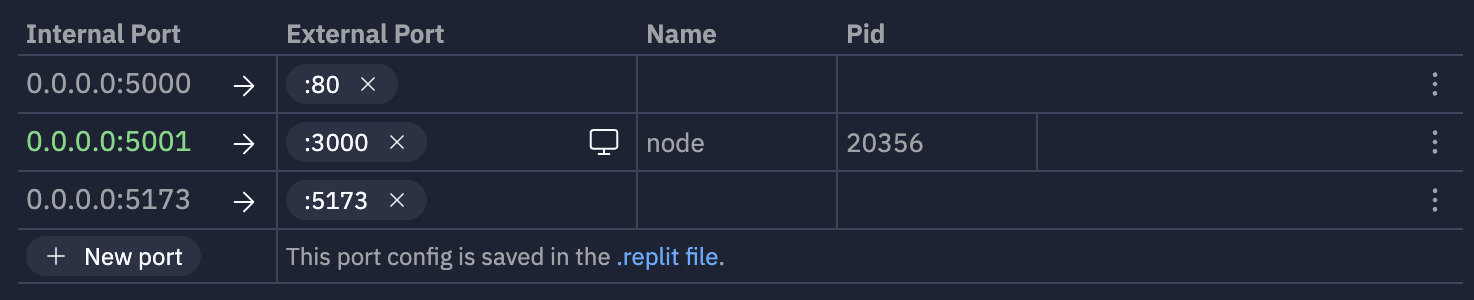 Internal Port External Port Name Pid
0.0.0.0:5000 → :80 ×
0.0.0.0:5001 → :3000 × node 20356
0.0.0.0:5173 → :5173 ×
+ New port This port config is saved in the .replit file.